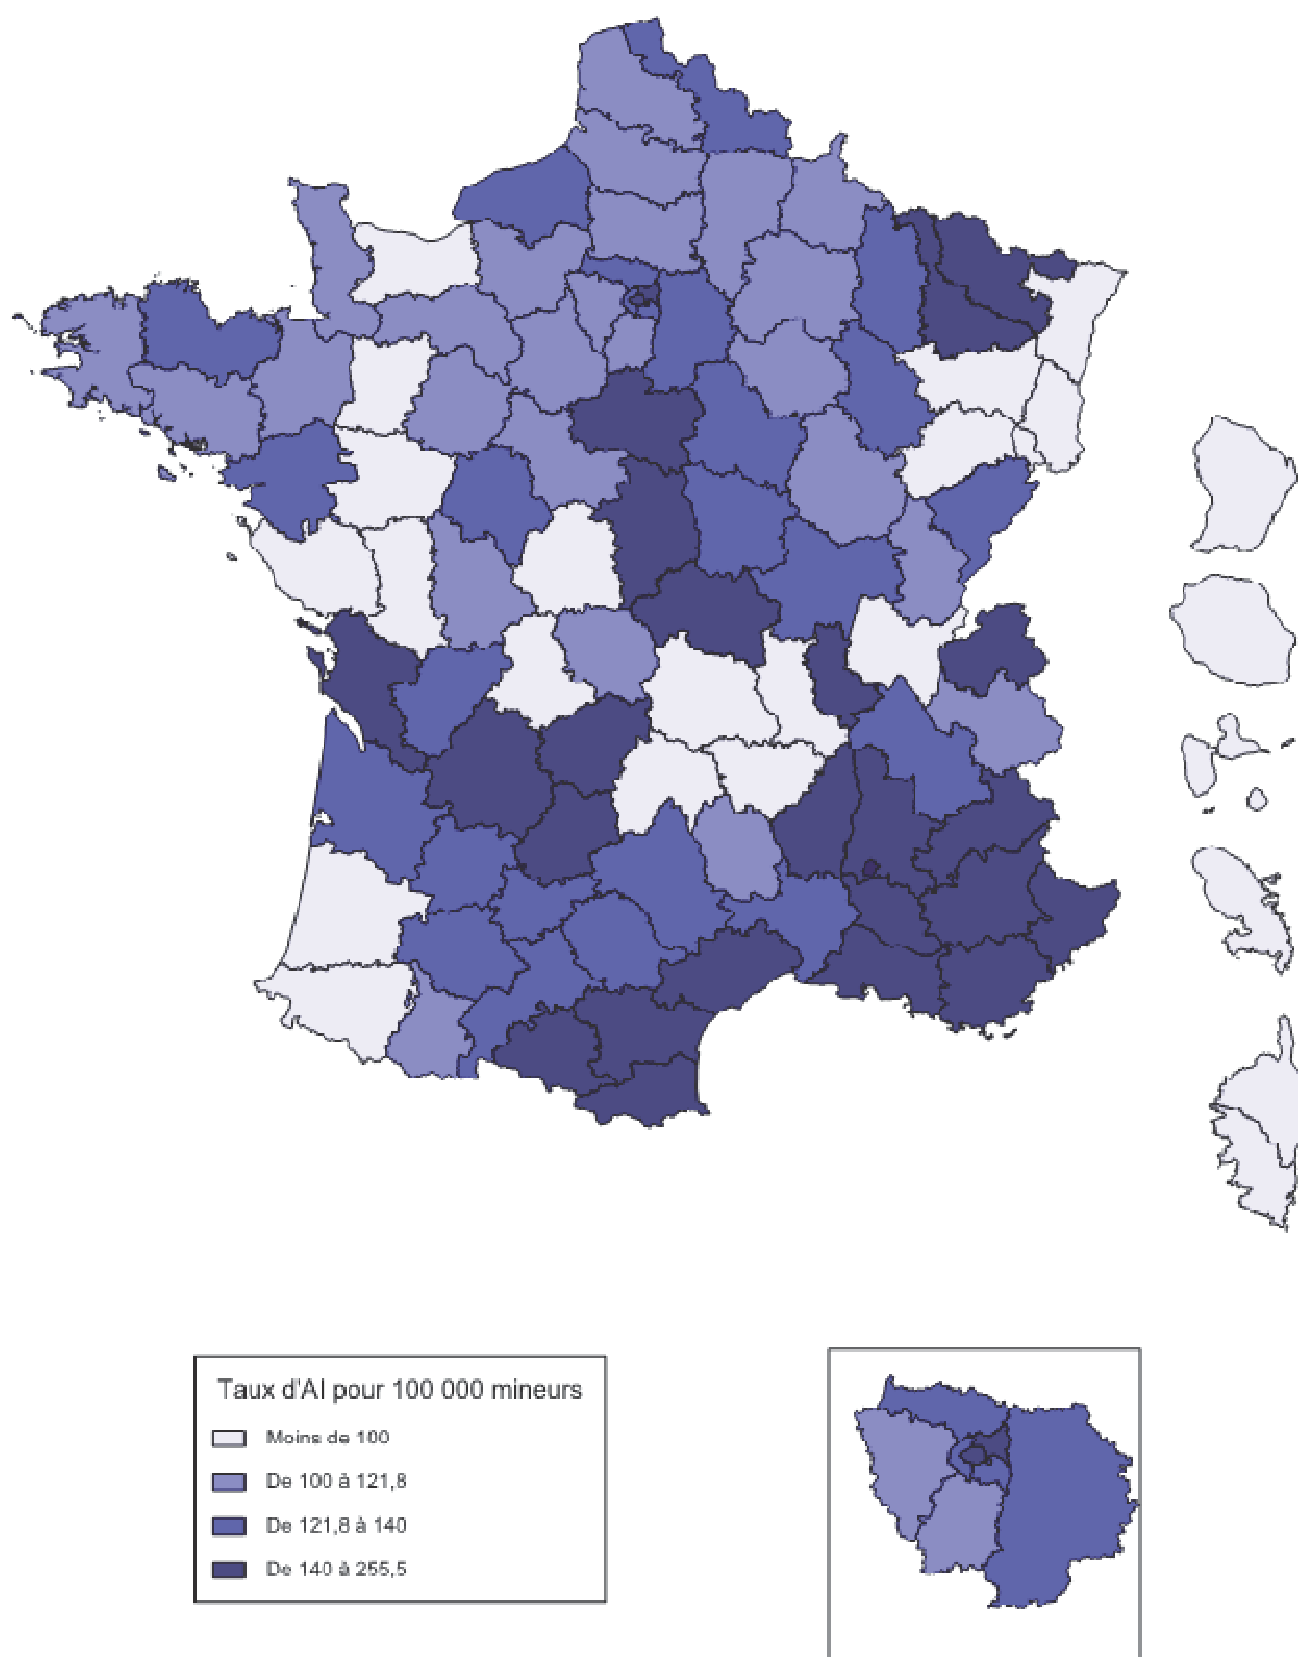 Taux d'AI pour 100 000 mineurs
Moins de 100
De 100 à 121,8
De 121,8 à 140
De 140 à 255,5